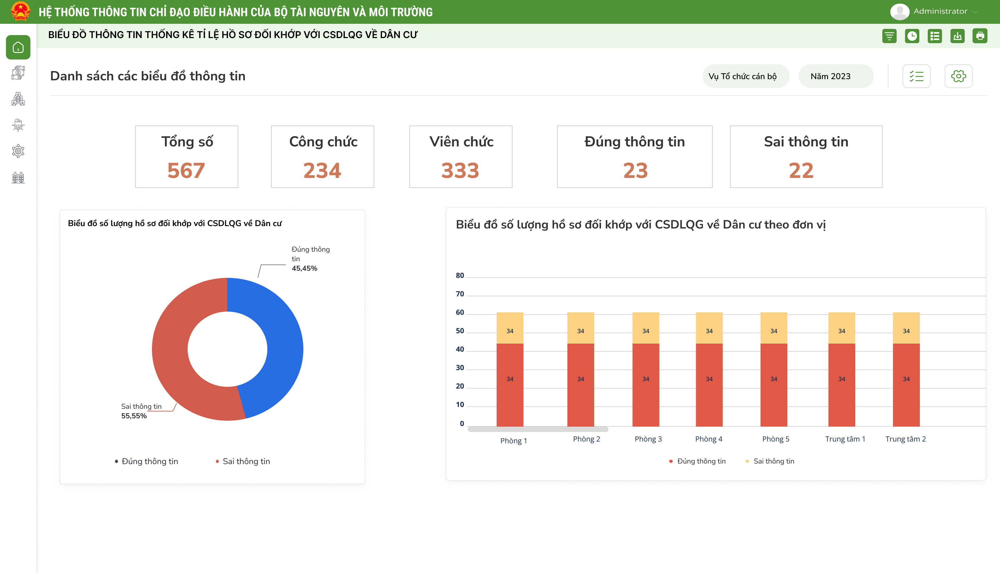 HỆ THỐNG THÔNG TIN CHỈ ĐẠO ĐIỀU HÀNH CỦA BỘ TÀI NGUYÊN VÀ MÔI TRƯỜNG
Administrator
BIỂU ĐỒ THÔNG TIN THỐNG KÊ TỈ LỆ HỒ SƠ ĐỐI KHỚP VỚI CSDLQG VỀ DÂN CƯ
Danh sách các biểu đồ thông tin
Vụ Tổ chức cán bộ
Năm 2023
Tổng số
567
Công chức
234
Viên chức
333
Đúng thông tin
23
Sai thông tin
22
Biểu đồ số lượng hồ sơ đối khớp với CSDLQG về Dân cư
Đúng thông
tin
45,45%
Sai thông tin
55,55%
Đúng thông tin
Sai thông tin
Biểu đồ số lượng hồ sơ đối khớp với CSDLQG về Dân cư theo đơn vị
80
70
60
50
40
30
20
10
0
34 34 34 34 34 34 34
34 34 34 34 34 34 34
Phòng 1 Phòng 2 Phòng 3 Phòng 4 Phòng 5 Trung tâm 1 Trung tâm 2
Đúng thông tin
Sai thông tin